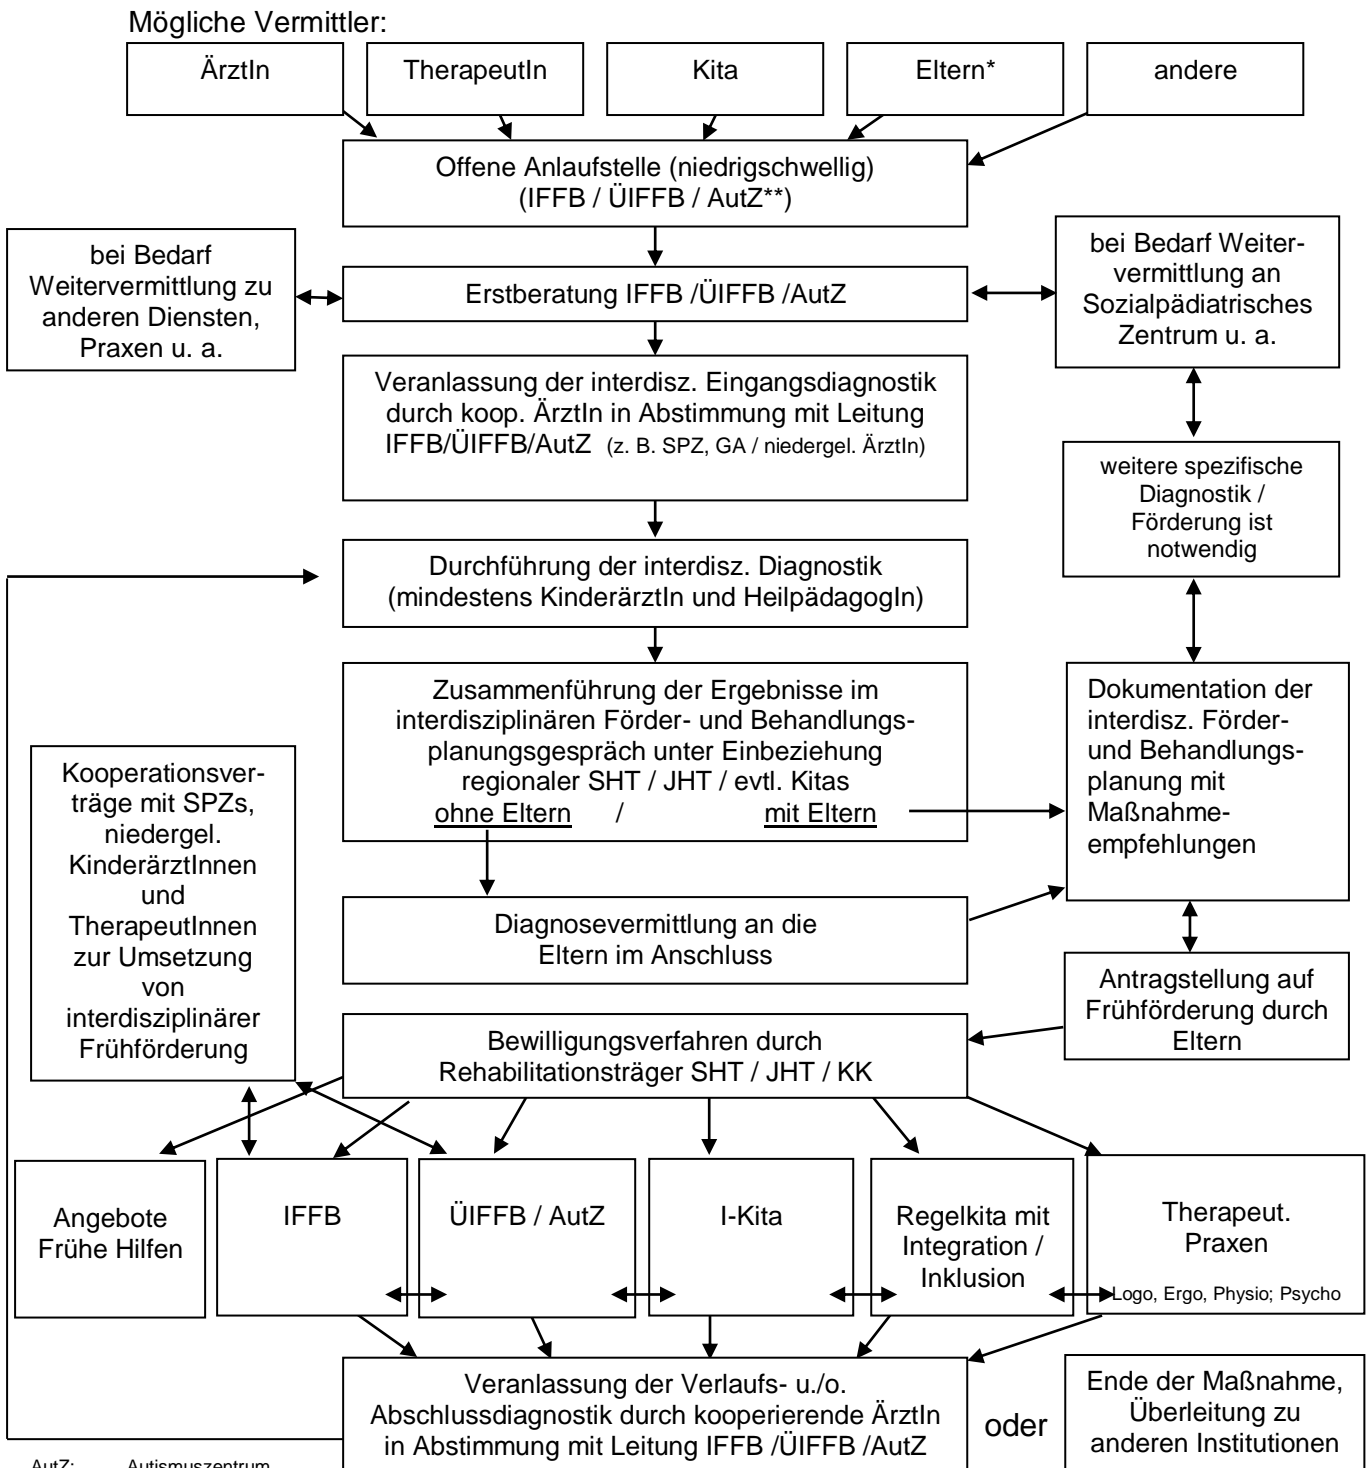 Mögliche Vermittler:
ÄrztIn
TherapeutIn
Kita
Eltern*
andere
Offene Anlaufstelle (niedrigschwellig)
(IFFB / ÜIFFB / AutZ**)
bei Bedarf
Weitervermittlung zu
anderen Diensten,
Praxen u. a.
Erstberatung IFFB /ÜIFFB /AutZ
bei Bedarf Weiter-
vermittlung an
Sozialpädiatrisches
Zentrum u. a.
Veranlassung der interdisz. Eingangsdiagnostik
durch koop. ÄrztIn in Abstimmung mit Leitung
IFFB/ÜIFFB/AutZ (z. B. SPZ, GA / niedergel. ÄrztIn)
weitere spezifische
Diagnostik /
Förderung ist
notwendig
Durchführung der interdisz. Diagnostik
(mindestens KinderärztIn und HeilpädagogIn)
Zusammenführung der Ergebnisse im
interdisziplinären Förder- und Behandlungs-
planungsgespräch unter Einbeziehung
regionaler SHT / JHT / evtl. Kitas
ohne Eltern / mit Eltern
Dokumentation der
interdisz. Förder-
und Behandlungs-
planung mit
Maßnahme-
empfehlungen
Kooperationsver-
träge mit SPZs,
niedergel.
KinderärztInnen
und
TherapeutInnen
zur Umsetzung
von
interdisziplinärer
Frühförderung
Diagnosevermittlung an die
Eltern im Anschluss
Antragstellung auf
Frühförderung durch
Eltern
Bewilligungsverfahren durch
Rehabilitationsträger SHT / JHT / KK
Angebote
Frühe Hilfen
IFFB
ÜIFFB / AutZ
I-Kita
Regelkita mit
Integration /
Inklusion
Therapeut.
Praxen
Logo, Ergo, Physio; Psycho
Veranlassung der Verlaufs- u./o.
Abschlussdiagnostik durch kooperierende ÄrztIn
in Abstimmung mit Leitung IFFB /ÜIFFB /AutZ
oder
Ende der Maßnahme,
Überleitung zu
anderen Institutionen
AutZ: Autismuszentrum